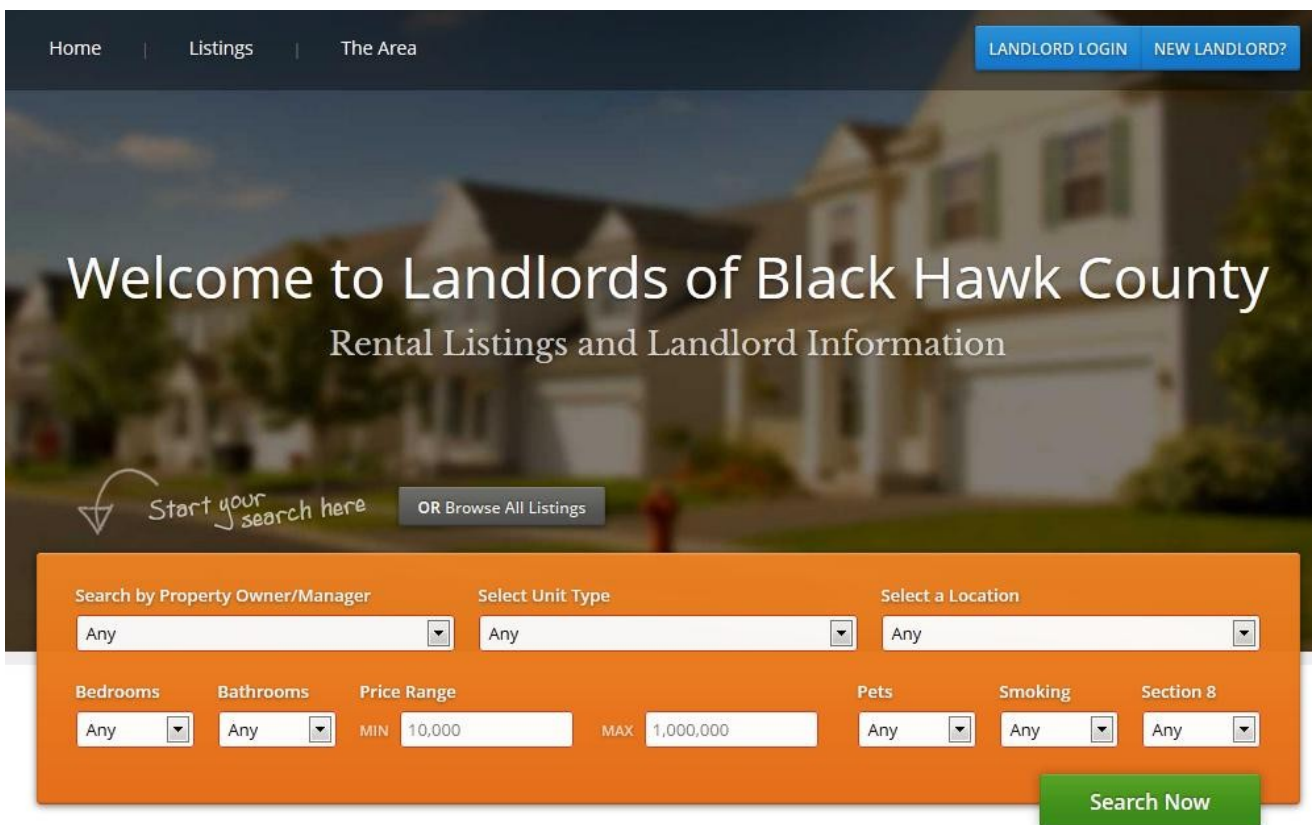 Home | Listings | The Area LANDLORD LOGIN NEW LANDLORD?
Welcome to Landlords of Black Hawk County
Rental Listings and Landlord Information
Start your search here OR Browse All Listings
Search by Property Owner/Manager Select Unit Type Select a Location
Any Any Any
Bedrooms Bathrooms Price Range Pets Smoking Section 8
Any Any MIN 10,000 MAX 1,000,000 Any Any Any
Search Now